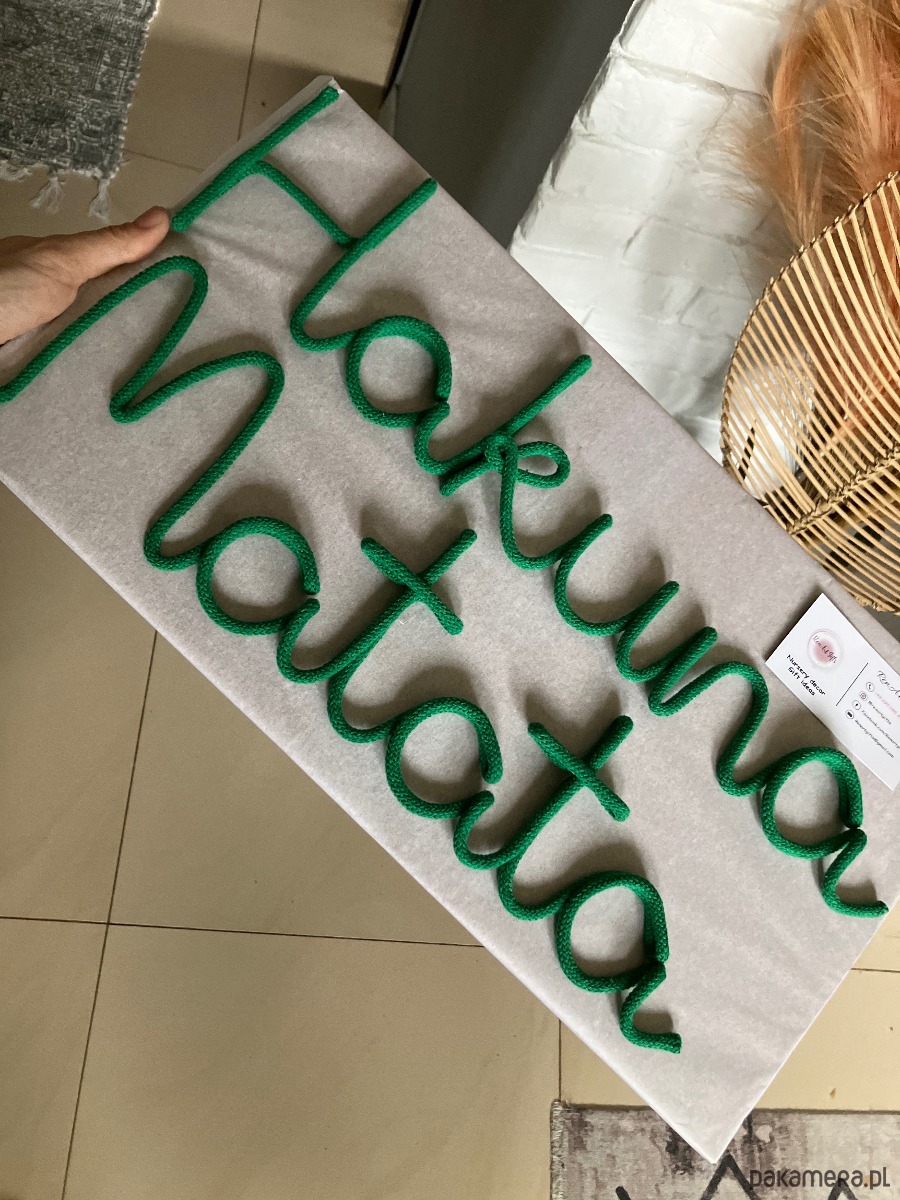 Hakuna
Matata
Nursery decor
Gift ideas
pakamera.pl